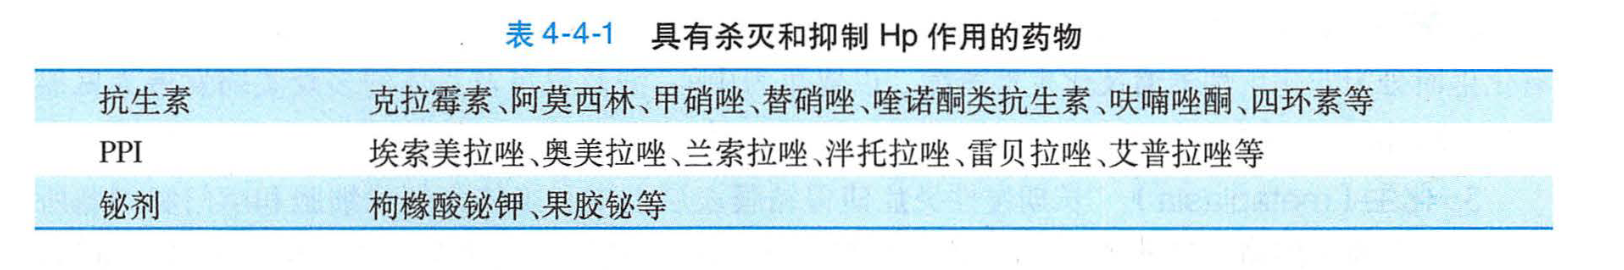 表 4-4-1 具有杀灭和抑制 Hp 作用的药物
抗生素 克拉霉素、阿莫西林、甲硝唑、替硝唑、喹诺酮类抗生素、呋喃唑酮、四环素等
PPI 埃索美拉唑、奥美拉唑、兰索拉唑、泮托拉唑、雷贝拉唑、艾普拉唑等
铋剂 枸橼酸铋钾、果胶铋等